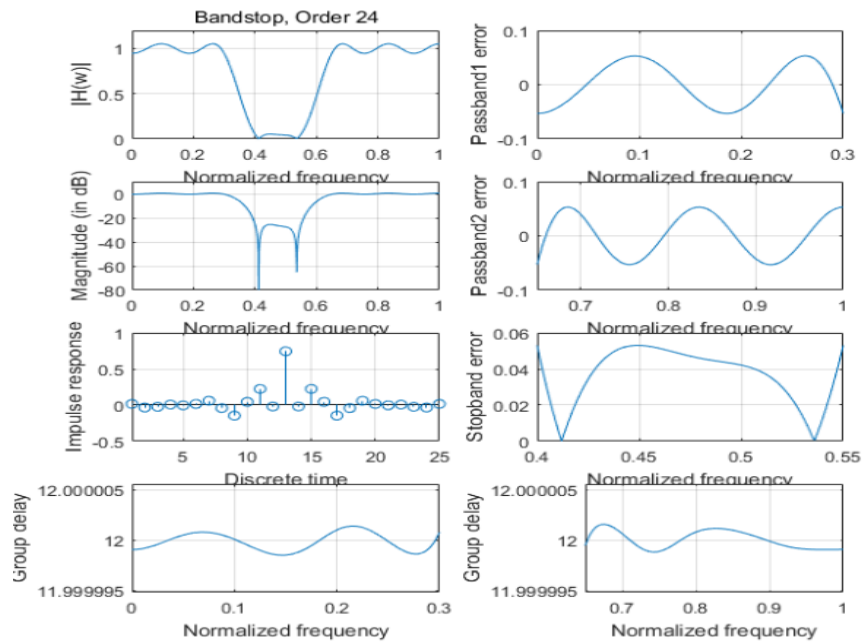 Bandstop, Order 24
|H(w)|
1
0.5
0
0 0.2 0.4 0.6 0.8 1
Normalized frequency
Passband1 error
0.1
0
-0.1
0 0.1 0.2 0.3
Normalized frequency
Magnitude (in dB)
0
-20
-40
-60
-80
0 0.2 0.4 0.6 0.8 1
Normalized frequency
Passband2 error
0.1
0
-0.1
0.7 0.8 0.9 1
Normalized frequency
Impulse response
1
0.5
0
-0.5
5 10 15 20 25
Discrete time
Stopband error
0.06
0.04
0.02
0
0.4 0.45 0.5 0.55
Normalized frequency
Group delay
12.000005
12
11.999995
0 0.1 0.2 0.3
Normalized frequency
Group delay
12.000005
12
11.999995
0.7 0.8 0.9 1
Normalized frequency